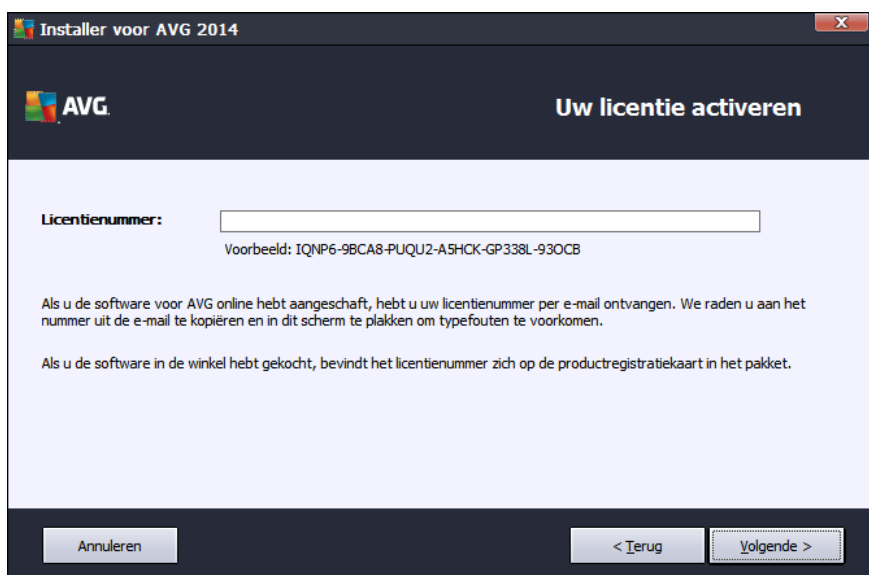 Installer voor AVG 2014
X
AVG.
Uw licentie activeren
Licentienummer:
Voorbeeld: IQNP6-9BCA8-PUQU2-A5HCK-GP338L-93OCB
Als u de software voor AVG online hebt aangeschaft, hebt u uw licentienummer per e-mail ontvangen. We raden u aan het
nummer uit de e-mail te kopiëren en in dit scherm te plakken om typefouten te voorkomen.
Als u de software in de winkel hebt gekocht, bevindt het licentienummer zich op de productregistratiekaart in het pakket.
Annuleren
< Terug
Volgende >